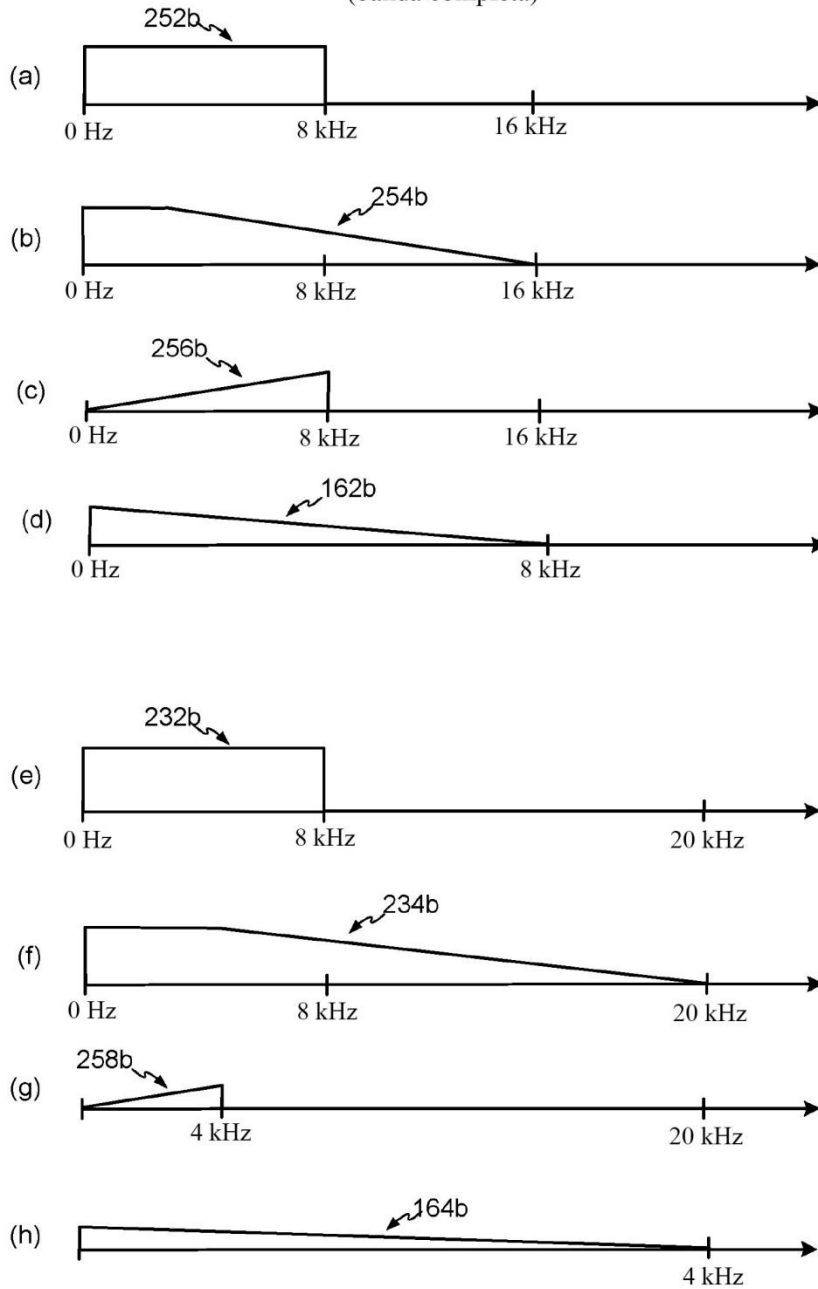 (banda completa)
252b
(a)
0 Hz 8 kHz 16 kHz
254b
(b)
0 Hz 8 kHz 16 kHz
256b
(c)
0 Hz 8 kHz 16 kHz
162b
(d)
0 Hz 8 kHz
232b
(e)
0 Hz 8 kHz 20 kHz
234b
(f)
0 Hz 8 kHz 20 kHz
258b
(g)
4 kHz 20 kHz
164b
(h)
4 kHz